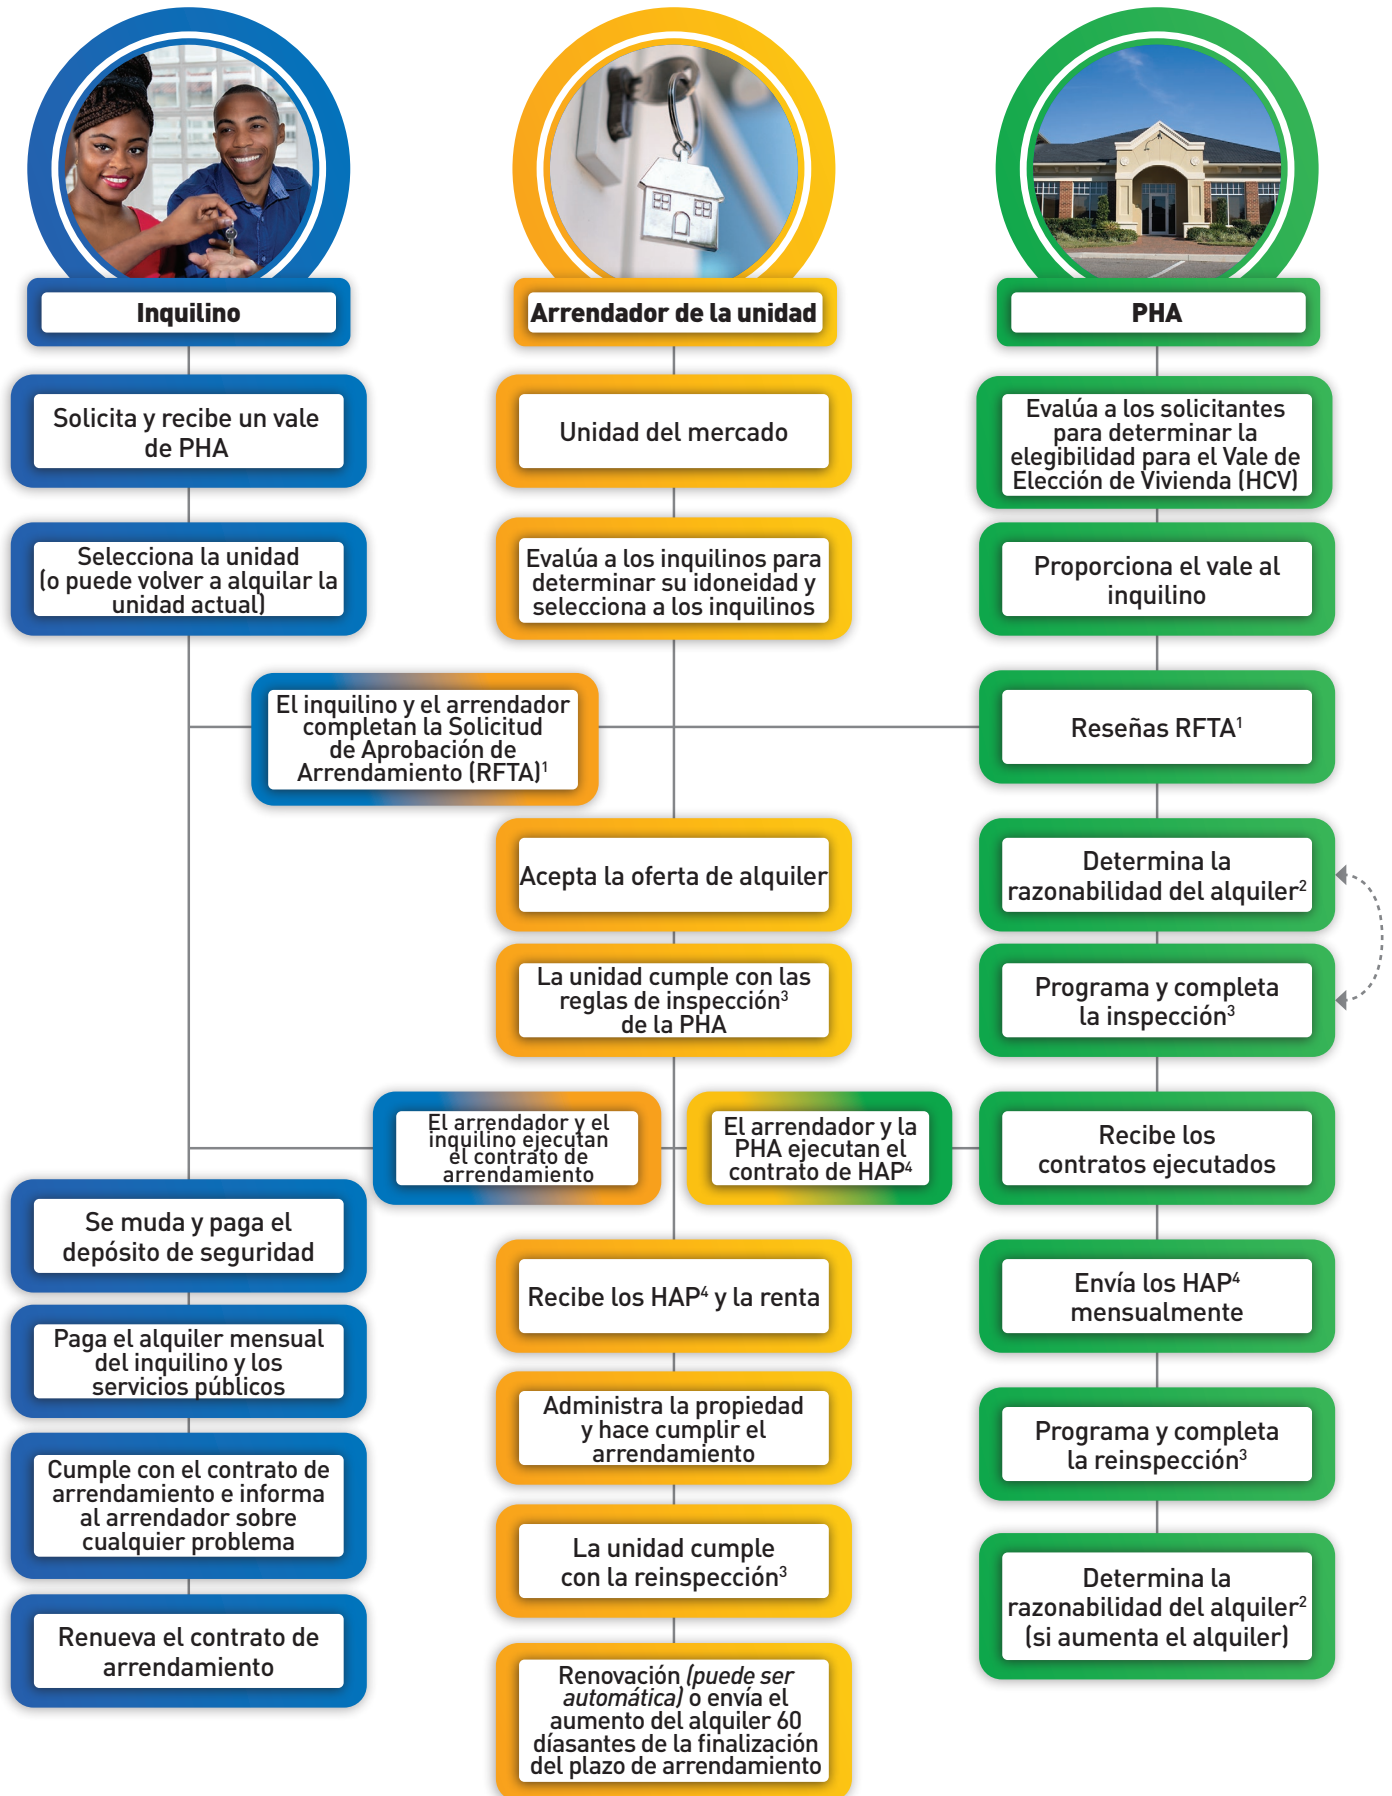 Inquilino
Solicita y recibe un vale
de PHA
Selecciona la unidad
(o puede volver a alquilar la
unidad actual)
Arrendador de la unidad
Unidad del mercado
Evalúa a los inquilinos para
determinar su idoneidad y
selecciona a los inquilinos
PHA
Evalúa a los solicitantes
para determinar la
elegibilidad para el Vale de
Elección de Vivienda (HCV)
Proporciona el vale al
inquilino
El inquilino y el arrendador
completan la Solicitud
de Aprobación de
Arrendamiento (RFTA)¹
Reseñas RFTA¹
Acepta la oferta de alquiler
La unidad cumple con las
reglas de inspección³
de la PHA
Determina la
razonabilidad del alquiler²
Programa y completa
la inspección³
El arrendador y el
inquilino ejecutan
el contrato de
arrendamiento
El arrendador y la
PHA ejecutan el
contrato de HAP⁴
Recibe los
contratos ejecutados
Se muda y paga el
depósito de seguridad
Paga el alquiler mensual
del inquilino y los
servicios públicos
Cumple con el contrato de
arrendamiento e informa
al arrendador sobre
cualquier problema
Renueva el contrato de
arrendamiento
Recibe los HAP⁴ y la renta
Administra la propiedad
y hace cumplir el
arrendamiento
La unidad cumple
con la reinspección³
Renovación (puede ser
automática) o envía el
aumento del alquiler 60
díasantes de la finalización
del plazo de arrendamiento
Envía los HAP⁴
mensualmente
Programa y completa
la reinspección³
Determina la
razonabilidad del alquiler²
(si aumenta el alquiler)